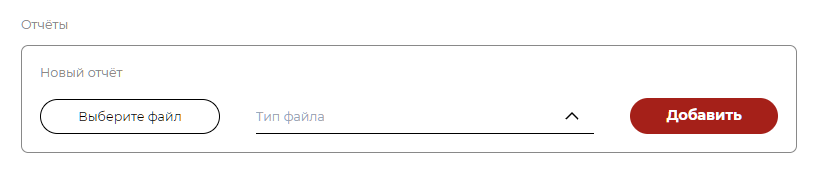 Отчёты
Новый отчёт
Выберите файл
Тип файла
Добавить